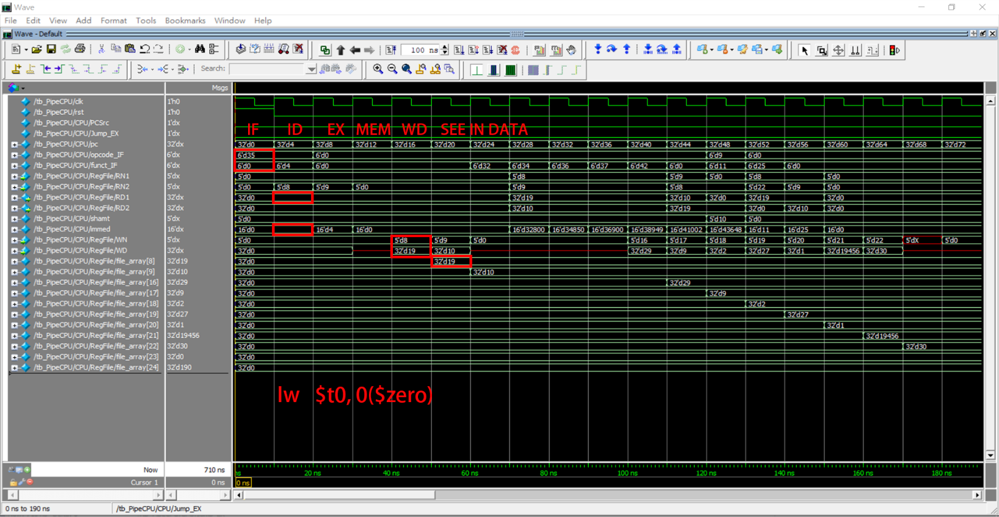 Wave
File Edit View Add Format Tools Bookmarks Window Help
Wave - Default
100 ns
Search:
Msgs
/tb_PipeCPU/clk 1'h0
/tb_PipeCPU/rst 1'h0
/tb_PipeCPU/CPU/PCSrc 1'dx
/tb_PipeCPU/CPU/Jump_EX 1'dx
IF ID EX MEM WD SEE IN DATA
/tb_PipeCPU/CPU/pc 32'dx 32'd0 32'd4 32'd8 32'd12 32'd16 32'd20 32'd24 32'd28 32'd32 32'd36 32'd40 32'd44 32'd48 32'd52 32'd56 32'd60 32'd64 32'd68 32'd72
/tb_PipeCPU/CPU/opcode_IF 6'dx 6'd35 6'd0 6'd9 6'd0
/tb_PipeCPU/CPU/funct_IF 6'dx 6'd0 6'd4 6'd0 6'd32 6'd34 6'd36 6'd37 6'd42 6'd0 6'd11 6'd25 6'd0
/tb_PipeCPU/CPU/RegFile/RN1 5'dx 5'd0 5'd8 5'd9 5'd0 5'd8 5'd0
/tb_PipeCPU/CPU/RegFile/RN2 5'dx 5'd0 5'd8 5'd9 5'd0 5'd9 5'd8 5'd22 5'd9 5'd0
/tb_PipeCPU/CPU/RegFile/RD1 32'dx 32'd0 32'd19 32'd10 32'd0 32'd19 32'd0
/tb_PipeCPU/CPU/RegFile/RD2 32'dx 32'd0 32'd10 32'd19 32'd0 32'd10 32'd0
/tb_PipeCPU/CPU/shamt 5'dx 5'd0 5'd10 5'd0
/tb_PipeCPU/CPU/immed 16'dx 16'd0 16'd4 16'd0 16'd32800 16'd34850 16'd36900 16'd38949 16'd41002 16'd43648 16'd11 16'd25 16'd0
/tb_PipeCPU/CPU/RegFile/WN 5'dx 5'd0 5'd8 5'd9 5'd0 5'd16 5'd17 5'd18 5'd19 5'd20 5'd21 5'd22 5'dX 5'd0
/tb_PipeCPU/CPU/RegFile/WD 32'dx 32'd0 32'd19 32'd10 32'd29 32'd9 32'd2 32'd27 32'd1 32'd19456 32'd30
/tb_PipeCPU/CPU/RegFile/file_array[8] 32'd19 32'd0 32'd19
/tb_PipeCPU/CPU/RegFile/file_array[9] 32'd10 32'd0 32'd10
/tb_PipeCPU/CPU/RegFile/file_array[16] 32'd29 32'd0 32'd29
/tb_PipeCPU/CPU/RegFile/file_array[17] 32'd9 32'd0 32'd9
/tb_PipeCPU/CPU/RegFile/file_array[18] 32'd2 32'd0 32'd2
/tb_PipeCPU/CPU/RegFile/file_array[19] 32'd27 32'd0 32'd27
/tb_PipeCPU/CPU/RegFile/file_array[20] 32'd1 32'd0 32'd1
/tb_PipeCPU/CPU/RegFile/file_array[21] 32'd19456 32'd0 32'd19456
/tb_PipeCPU/CPU/RegFile/file_array[22] 32'd30 32'd0 32'd30
/tb_PipeCPU/CPU/RegFile/file_array[23] 32'd0 32'd0
/tb_PipeCPU/CPU/RegFile/file_array[24] 32'd190 32'd0
lw $t0, 0($zero)
Now 710 ns ns 20 ns 40 ns 60 ns 80 ns 100 ns 120 ns 140 ns 160 ns 180 ns
Cursor 1 0 ns 0 ns
0 ns to 190 ns /tb_PipeCPU/CPU/Jump_EX